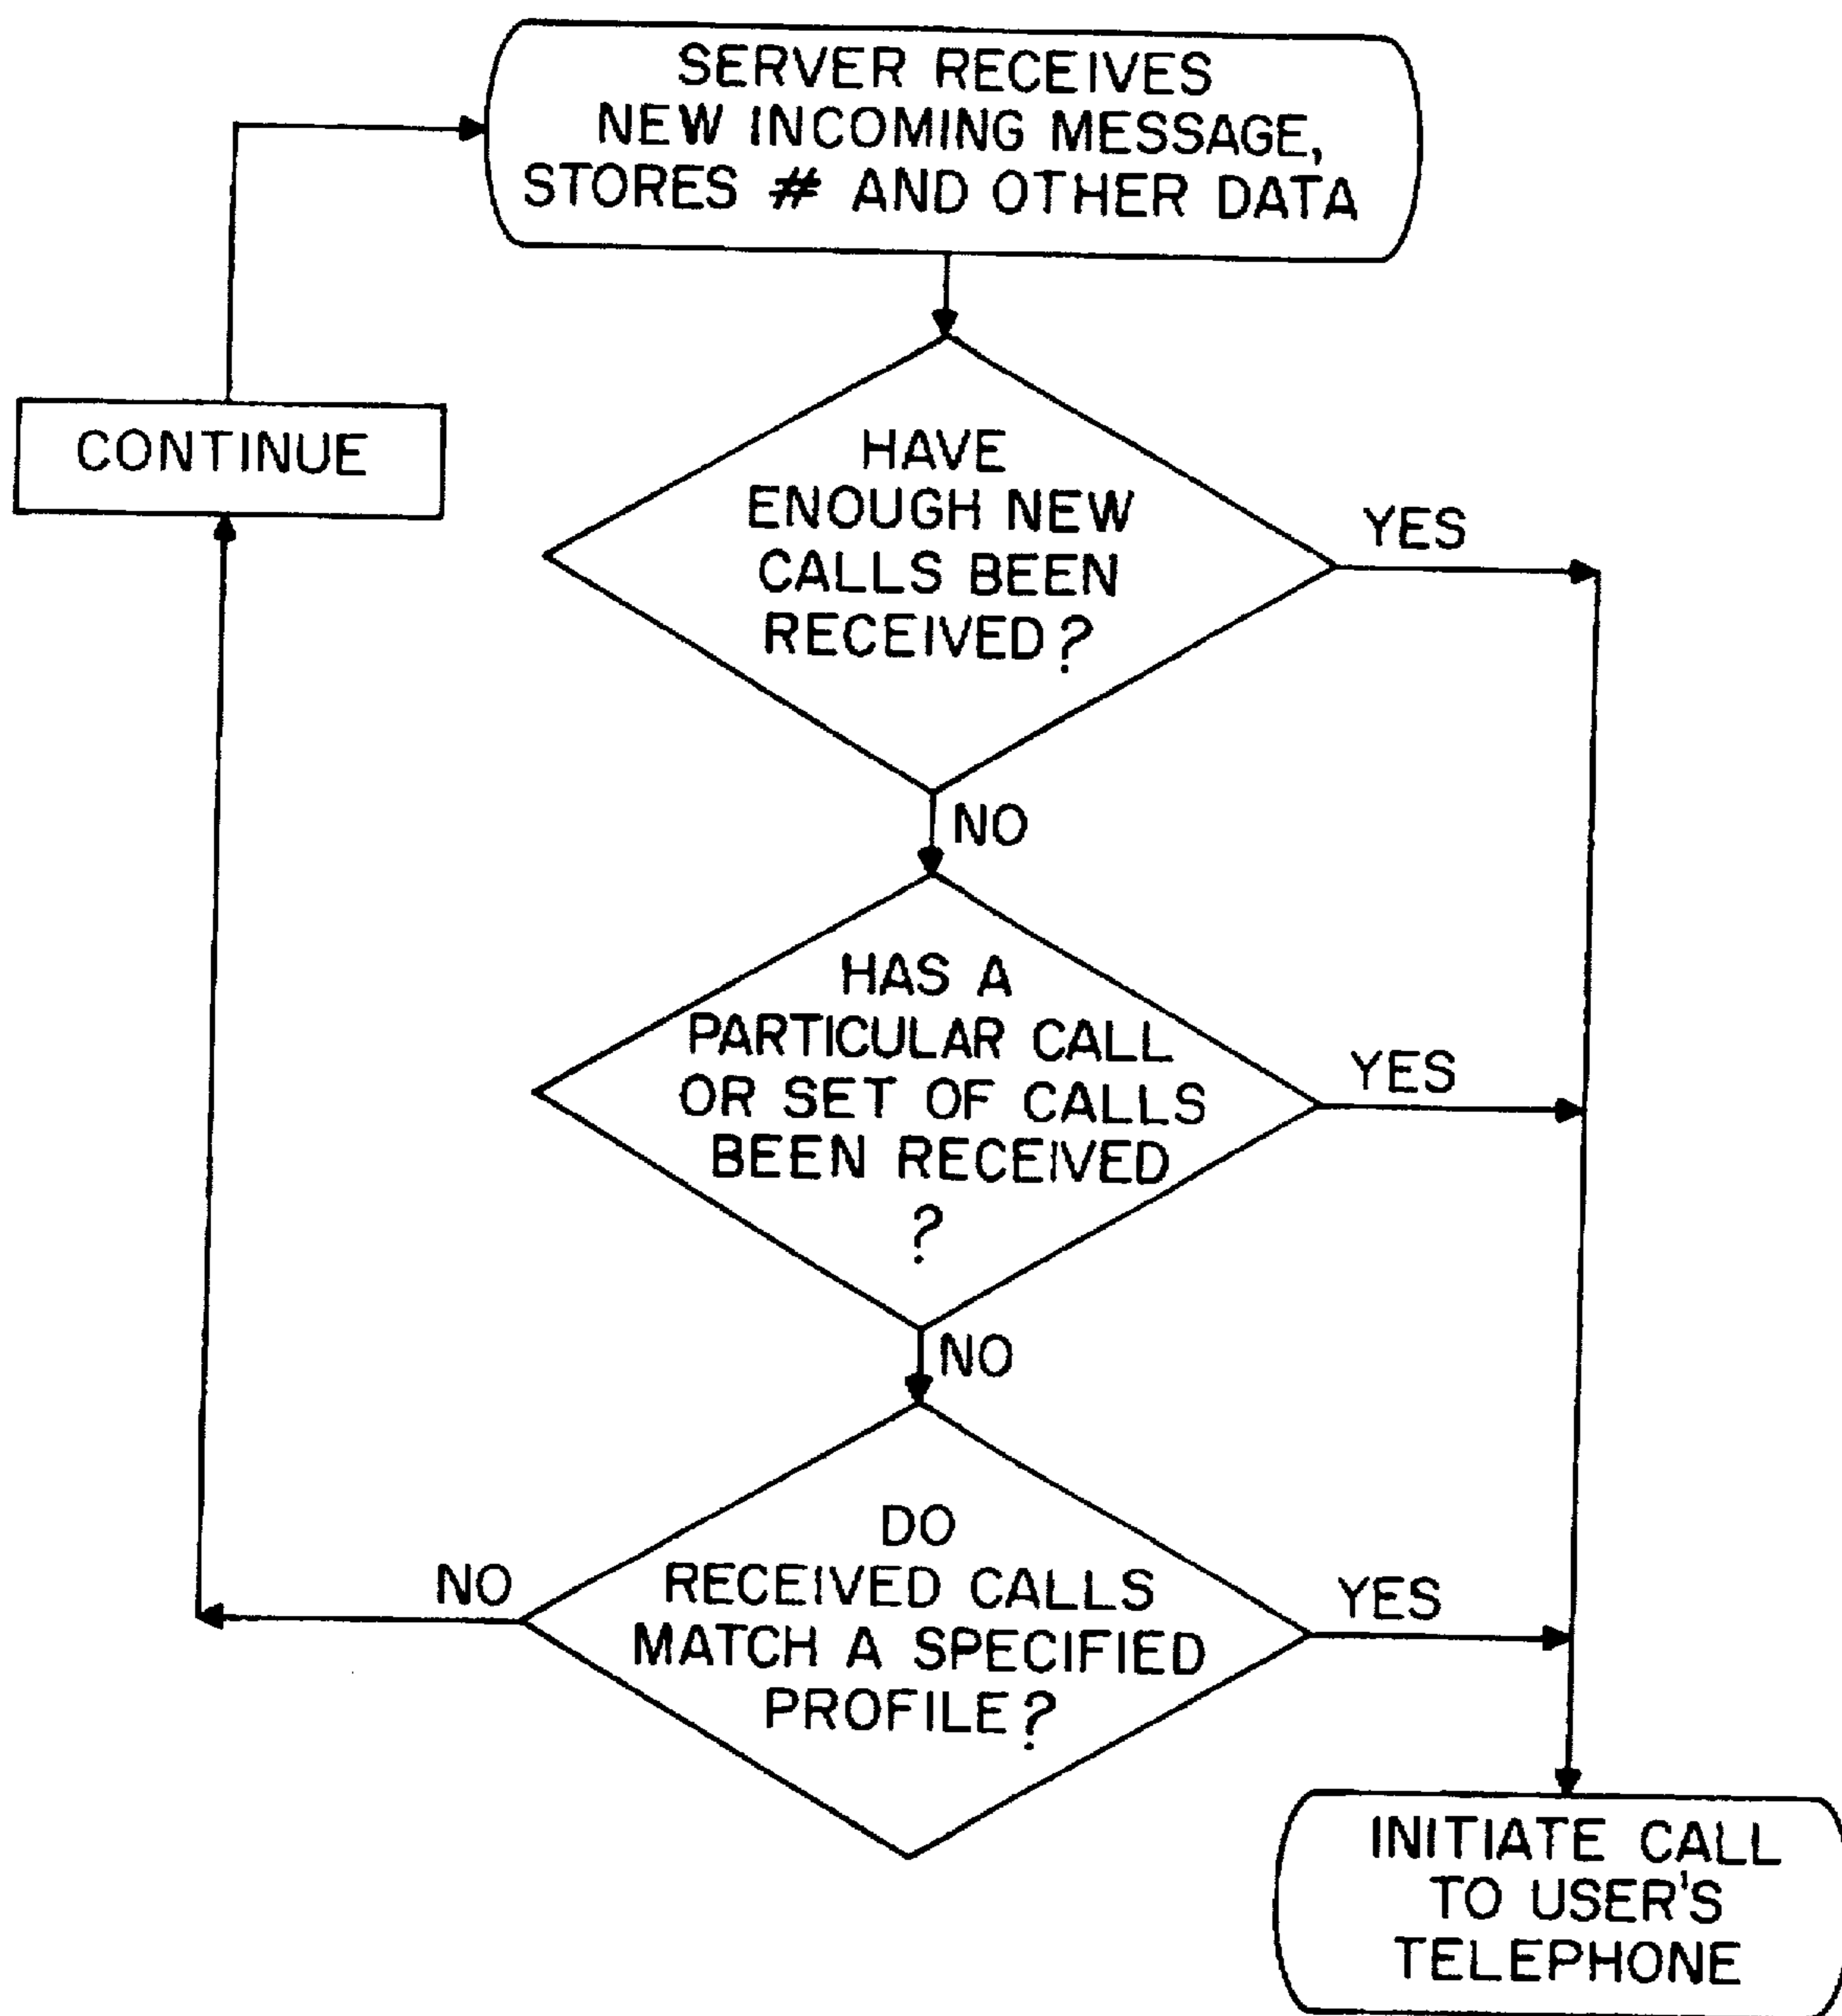 SERVER RECEIVES
NEW INCOMING MESSAGE,
STORES # AND OTHER DATA
CONTINUE
HAVE
ENOUGH NEW
CALLS BEEN
RECEIVED?
YES
NO
HAS A
PARTICULAR CALL
OR SET OF CALLS
BEEN RECEIVED
?
YES
NO
DO
RECEIVED CALLS
MATCH A SPECIFIED
PROFILE?
NO
YES
INITIATE CALL
TO USER'S
TELEPHONE